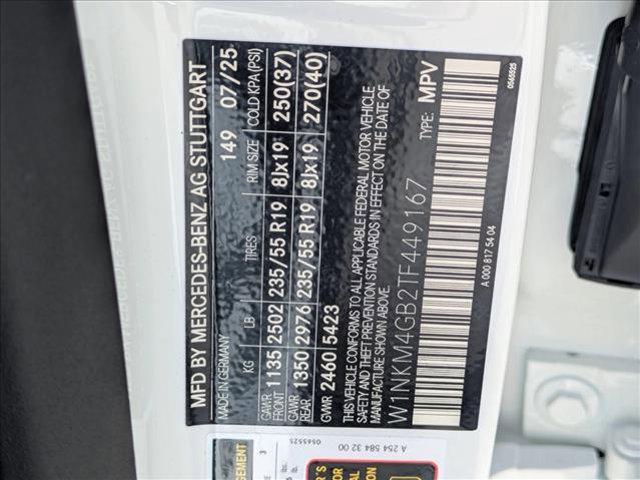 MFD BY MERCEDES-BENZ AG STUTTGART
MADE IN GERMANY 149 07/25
KG LB TIRES RIM SIZE COLD KPA (PSI)
GAWR FRONT 1135 2502 235/55 R19 8Jx19 250(37)
GAWR REAR 1350 2976 235/55 R19 8Jx19 270(40)
GVWR 2460 5423
THIS VEHICLE CONFORMS TO ALL APPLICABLE FEDERAL MOTOR VEHICLE
SAFETY AND THEFT PREVENTION STANDARDS IN EFFECT ON THE DATE OF
MANUFACTURE SHOWN ABOVE.
W1NKM4GB2TF449167 TYPE: MPV
A 000 817 54 04 0565525
A 254 584 32 00
0565525